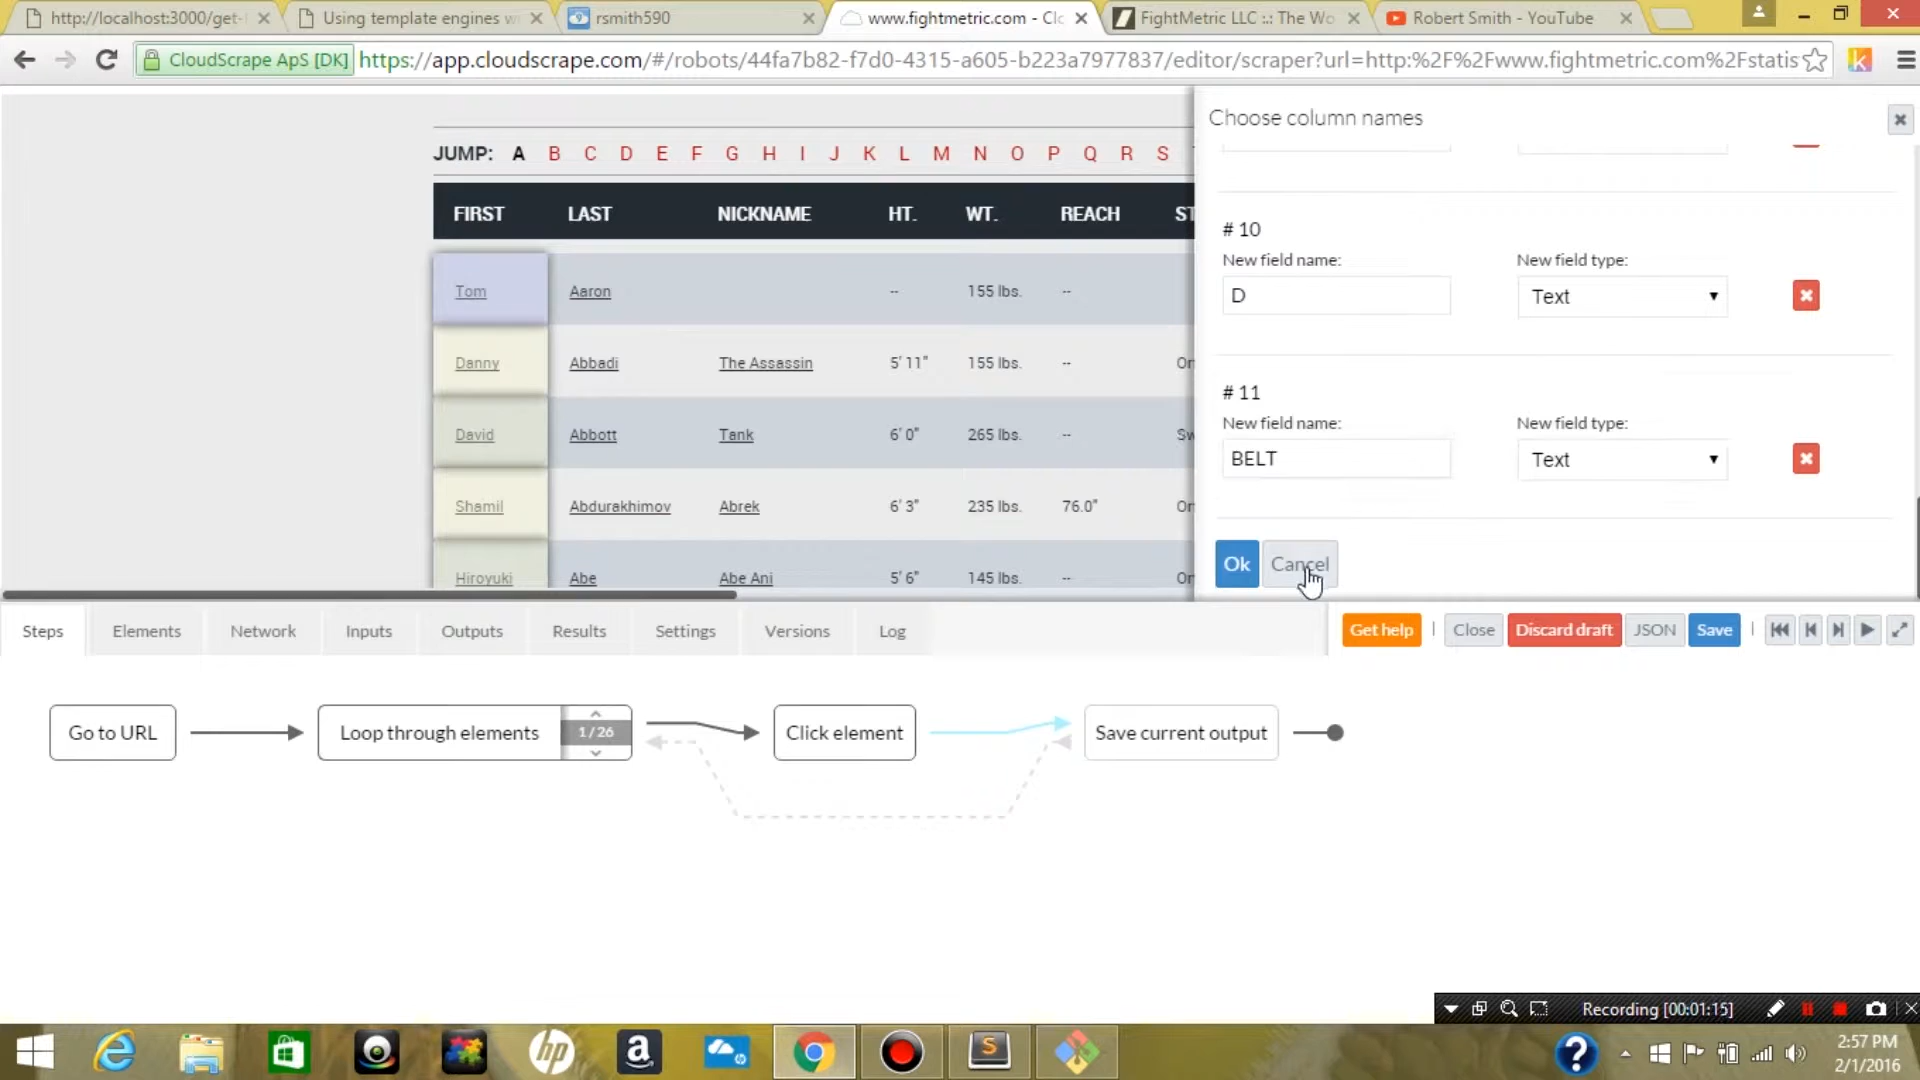 http://localhost:3000/get-
Using template engines w
rsmith590
www.fightmetric.com - Clo
FightMetric LLC :.: The Wo
Robert Smith - YouTube
CloudScrape ApS [DK]
https://app.cloudscrape.com/#/robots/44fa7b82-f7d0-4315-a605-b223a7977837/editor/scraper?url=http:%2F%2Fwww.fightmetric.com%2Fstatis
JUMP: A B C D E F G H I J K L M N O P Q R S
FIRST LAST NICKNAME HT. WT. REACH ST
Tom Aaron -- 155 lbs. --
Danny Abbadi The Assassin 5' 11" 155 lbs. -- Or
David Abbott Tank 6' 0" 265 lbs. -- Sw
Shamil Abdurakhimov Abrek 6' 3" 235 lbs. 76.0" Or
Hiroyuki Abe Abe Ani 5' 6" 145 lbs. -- Or
Choose column names
# 10
New field name: New field type:
D Text
# 11
New field name: New field type:
BELT Text
Ok Cancel
Steps Elements Network Inputs Outputs Results Settings Versions Log
Get help Close Discard draft JSON Save
Go to URL
Loop through elements 1 / 26
Click element
Save current output
Recording [00:01:15]
hp
a
S
?
2:57 PM
2/1/2016